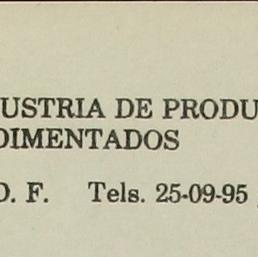 USTRIA DE PRODU
DIMENTADOS
D. F. Tels. 25-09-95